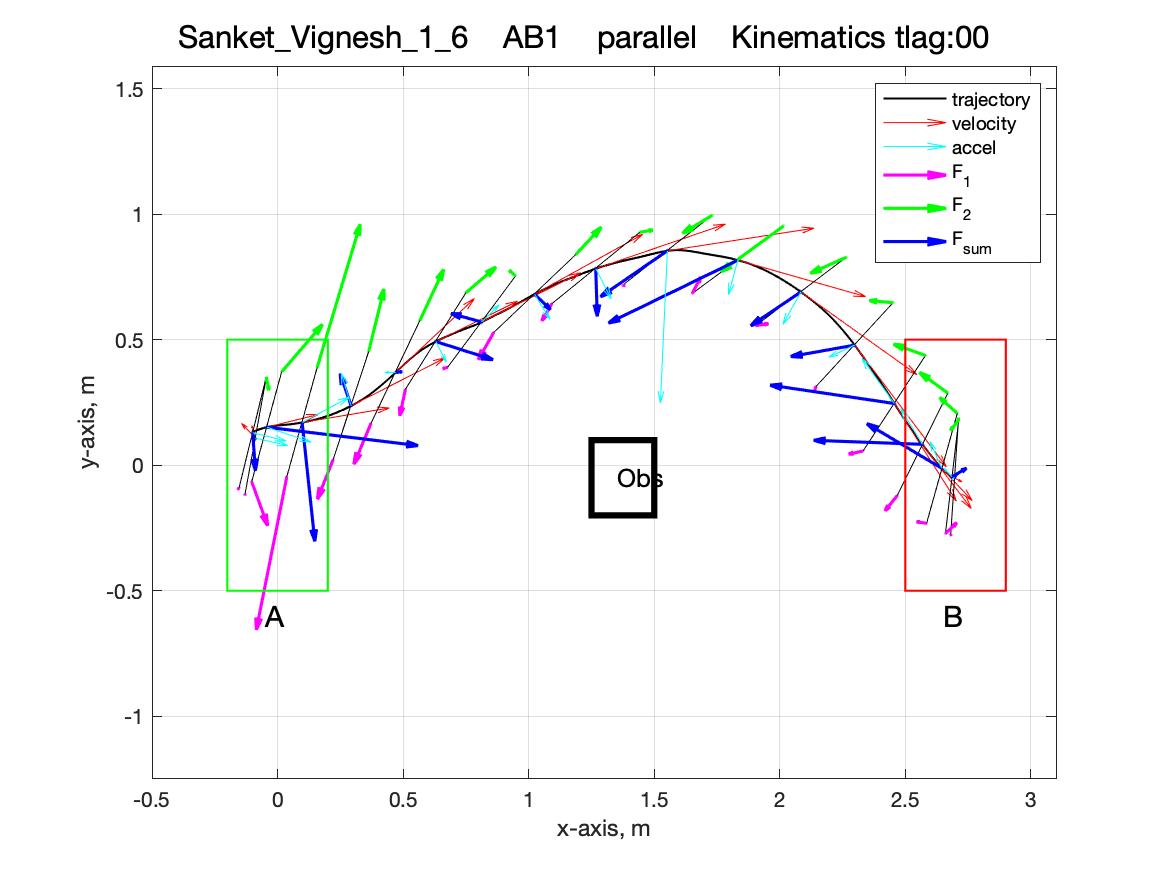 Sanket_Vignesh_1_6 AB1 parallel Kinematics tlag:00
1.5
1
0.5
0
-0.5
-1
y-axis, m
trajectory
velocity
accel
F1
F2
Fsum
Obs
A
B
-0.5 0 0.5 1 1.5 2 2.5 3
x-axis, m